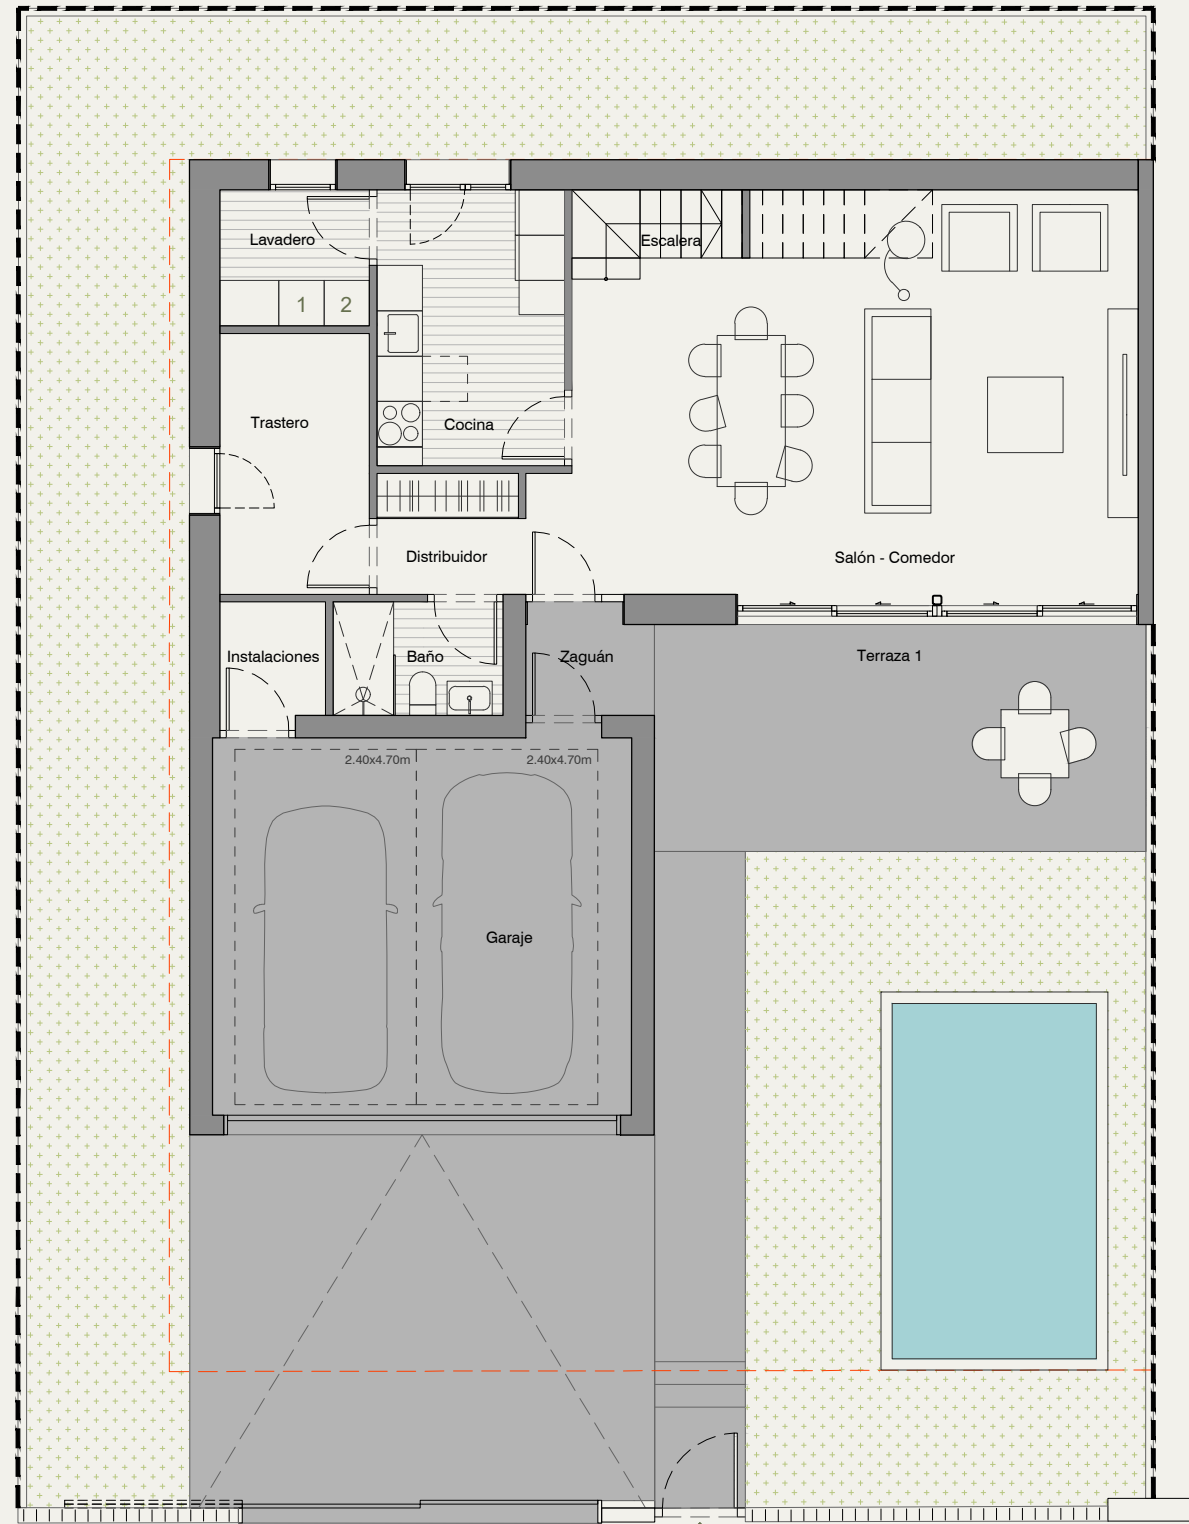 Lavadero
Escalera
1
2
Trastero
Cocina
Distribuidor
Salón - Comedor
Instalaciones
Baño
Zaguán
Terraza 1
2.40x4.70m
2.40x4.70m
Garaje